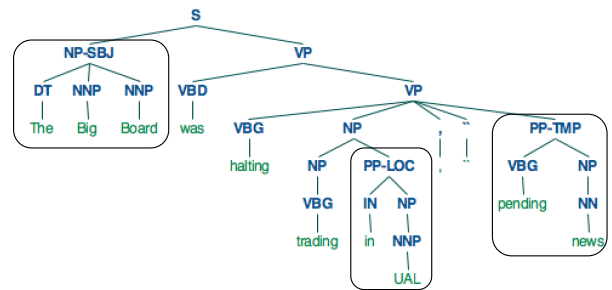 S
NP-SBJ VP
DT NNP NNP VBD VP
The Big Board was VBG NP , `` PP-TMP
halting NP PP-LOC , `` VBG NP
VBG IN NP pending NN
trading in NNP news
UAL